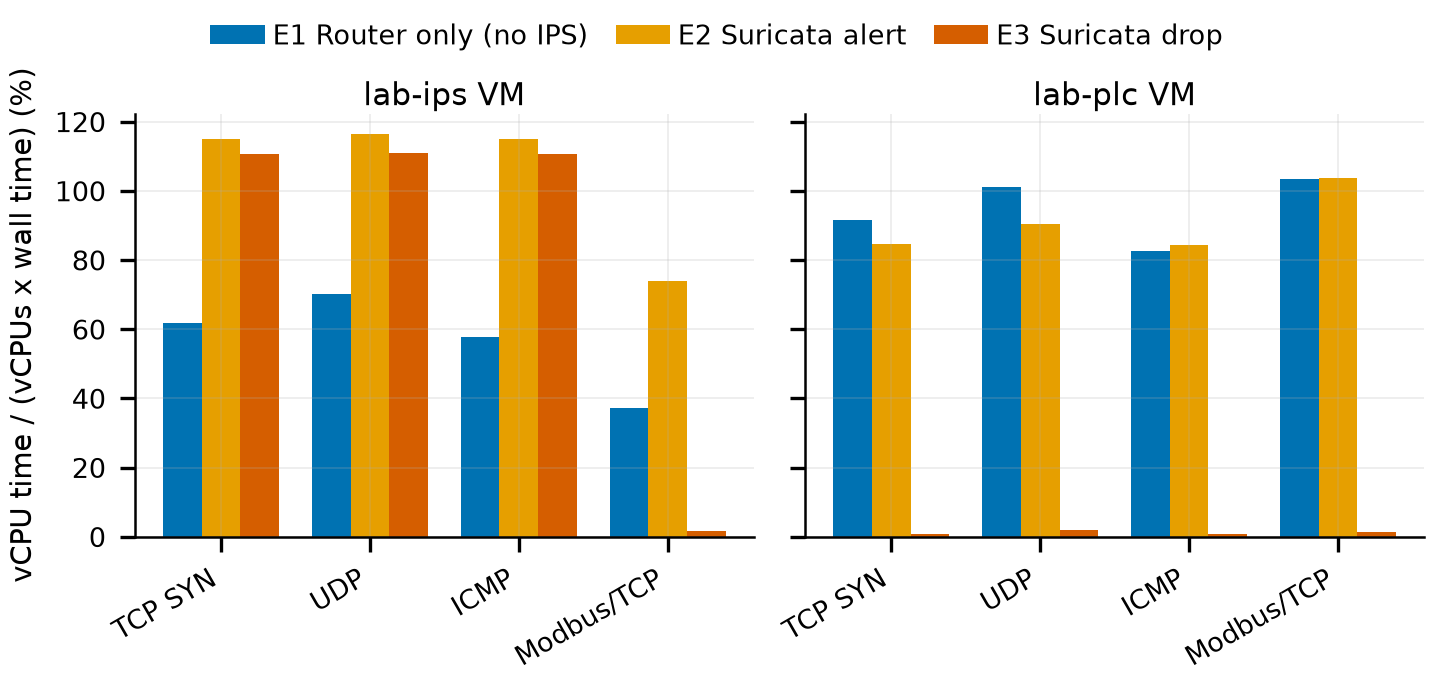 E1 Router only (no IPS) E2 Suricata alert E3 Suricata drop
lab-ips VM
lab-plc VM
vCPU time / (vCPUs x wall time) (%)
120
100
80
60
40
20
0
TCP SYN
UDP
ICMP
Modbus/TCP
TCP SYN
UDP
ICMP
Modbus/TCP